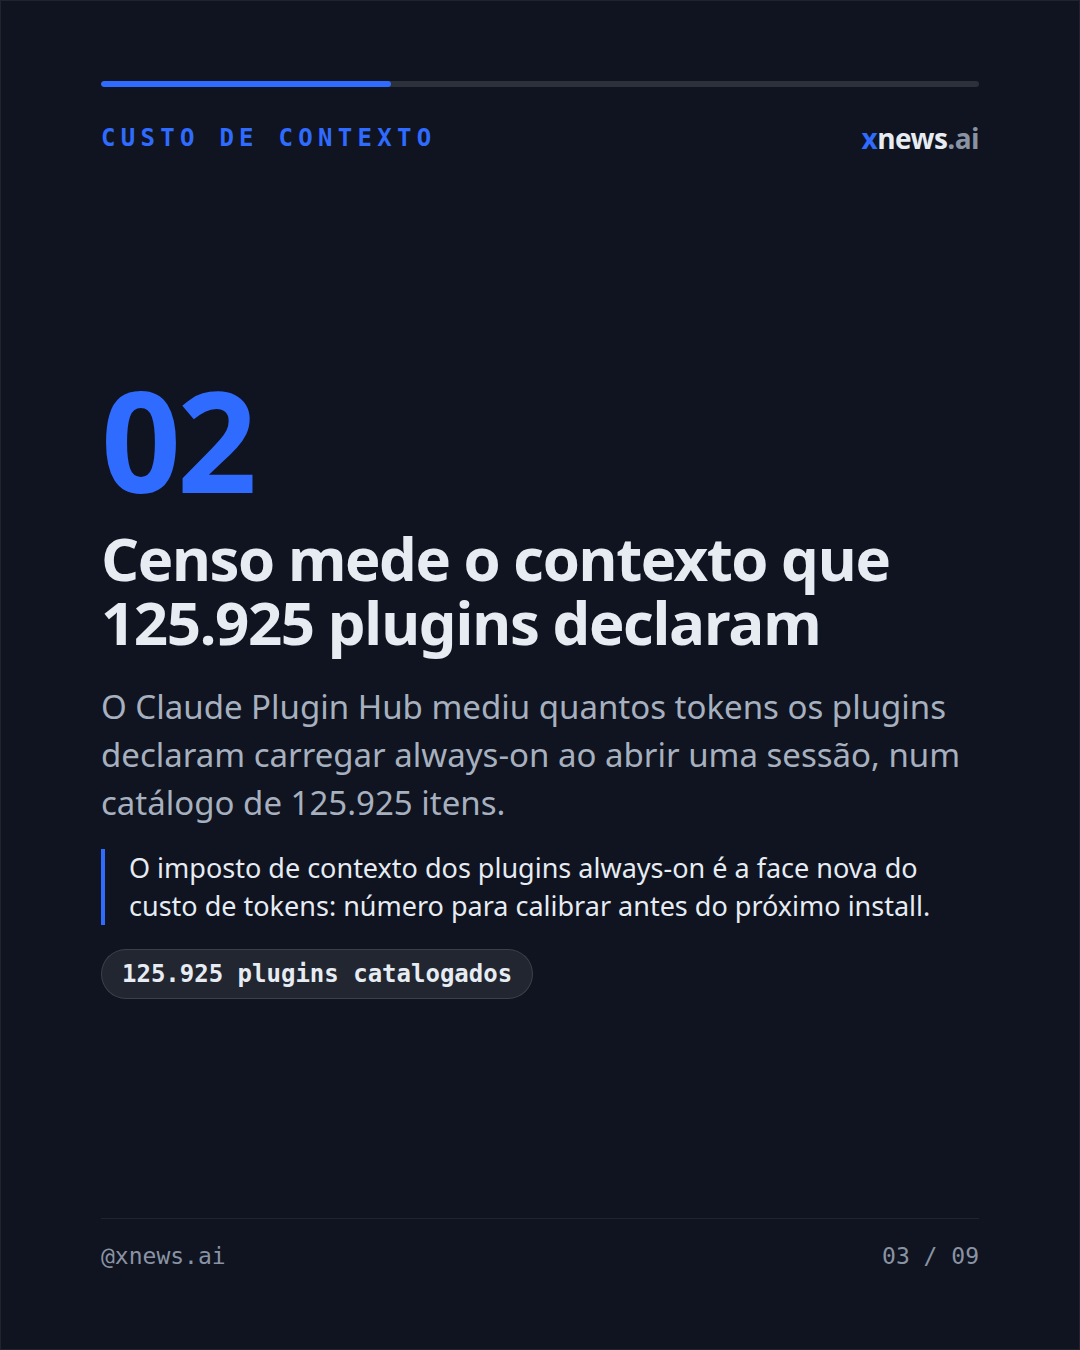 CUSTO DE CONTEXTO
xnews.ai
02
Censo mede o contexto que
125.925 plugins declaram
O Claude Plugin Hub mediu quantos tokens os plugins
declaram carregar always-on ao abrir uma sessão, num
catálogo de 125.925 itens.
O imposto de contexto dos plugins always-on é a face nova do
custo de tokens: número para calibrar antes do próximo install.
125.925 plugins catalogados
@xnews.ai
03 / 09